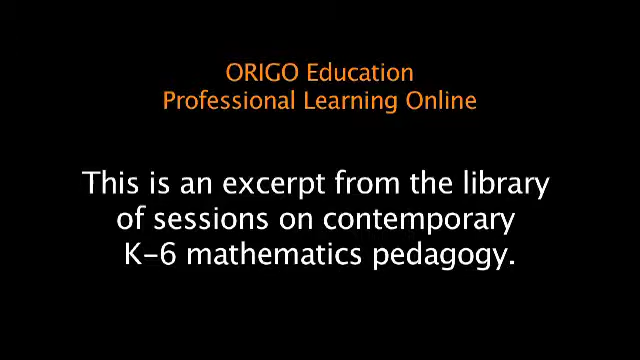 ORIGO Education
Professional Learning Online
This is an excerpt from the library
of sessions on contemporary
K-6 mathematics pedagogy.